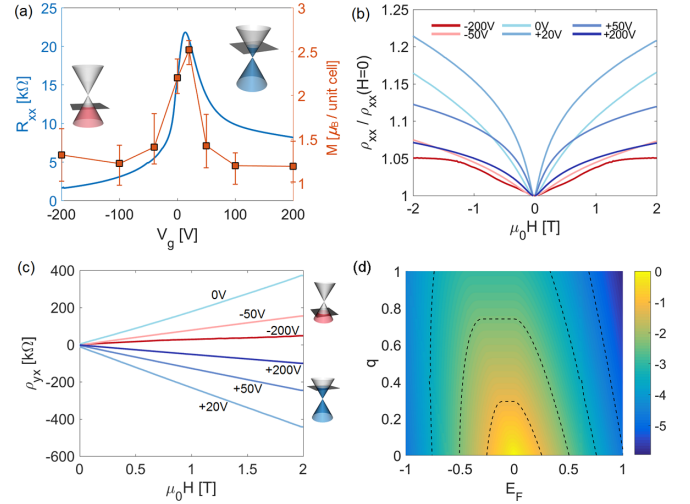 (a)
R_xx [kΩ]
25
20
15
10
5
0
3
2.5
2
1.5
1
M [μ_B / unit cell]
-200 -100 0 100 200
V_g [V]
(b)
ρ_xx / ρ_xx(H=0)
1.25
1.2
1.15
1.1
1.05
1
-200V 0V +50V
-50V +20V +200V
-2 -1 0 1 2
μ_0H [T]
(c)
ρ_yx [kΩ]
400
200
0
-200
-400
-600
0V
-50V
-200V
+200V
+50V
+20V
0 0.5 1 1.5 2
μ_0H [T]
(d)
q
1
0.8
0.6
0.4
0.2
0
-1 -0.5 0 0.5 1
E_F
0
-1
-2
-3
-4
-5